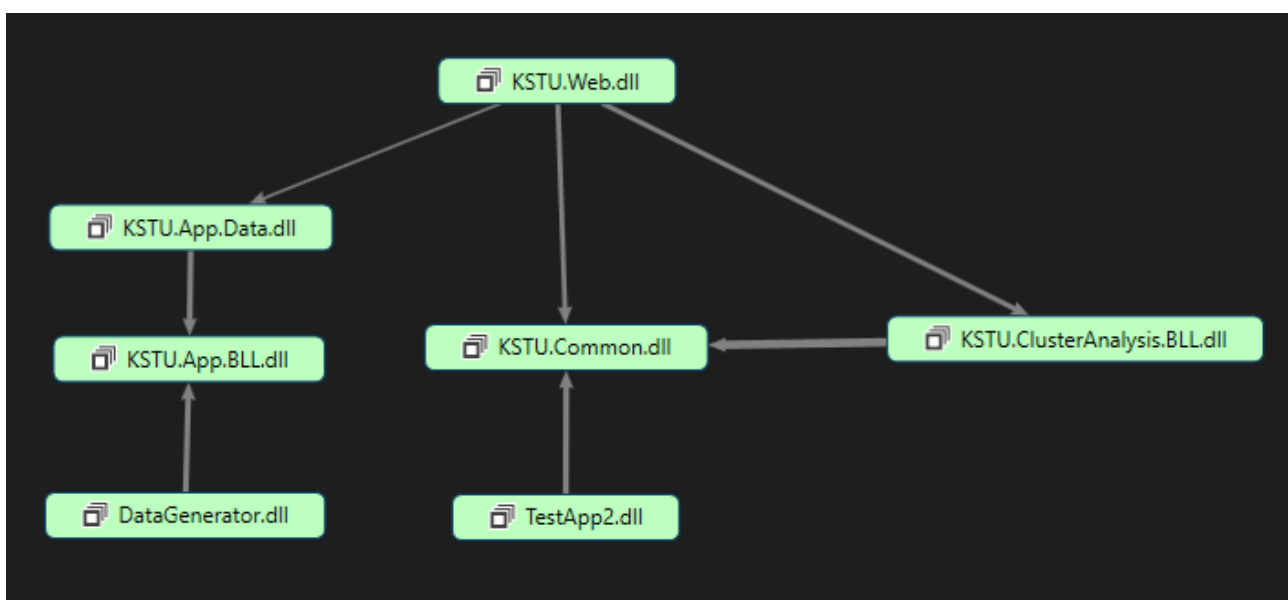 KSTU.Web.dll
KSTU.App.Data.dll
KSTU.App.BLL.dll
KSTU.Common.dll
KSTU.ClusterAnalysis.BLL.dll
DataGenerator.dll
TestApp2.dll